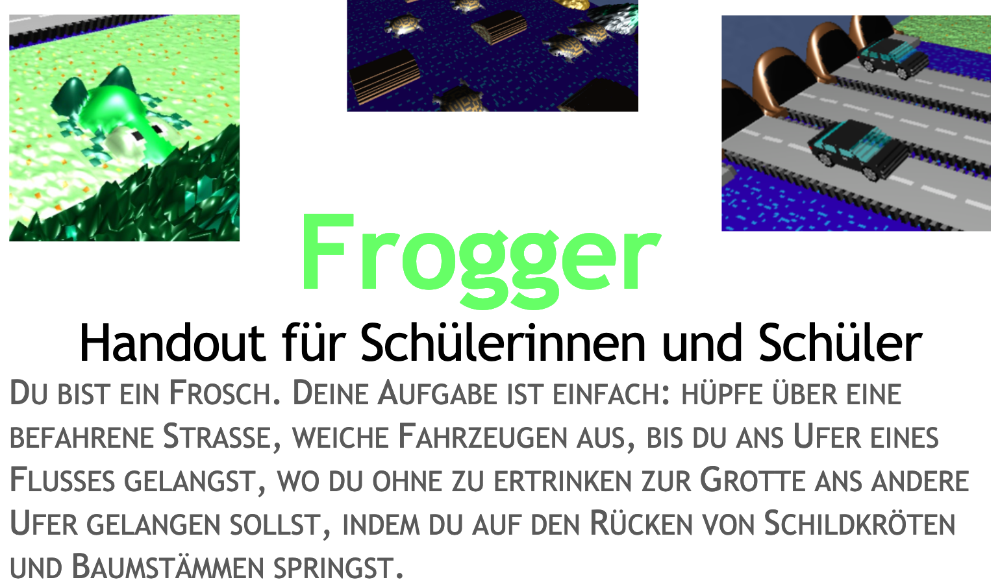 Frogger
Handout für Schülerinnen und Schüler
DU BIST EIN FROSCH. DEINE AUFGABE IST EINFACH: HÜPFE ÜBER EINE
BEFAHRENE STRASSE, WEICHE FAHRZEUGEN AUS, BIS DU ANS UFER EINES
FLUSSES GELANGST, WO DU OHNE ZU ERTRINKEN ZUR GROTTE ANS ANDERE
UFER GELANGEN SOLLST, INDEM DU AUF DEN RÜCKEN VON SCHILDKRÖTEN
UND BAUMSTÄMMEN SPRINGST.